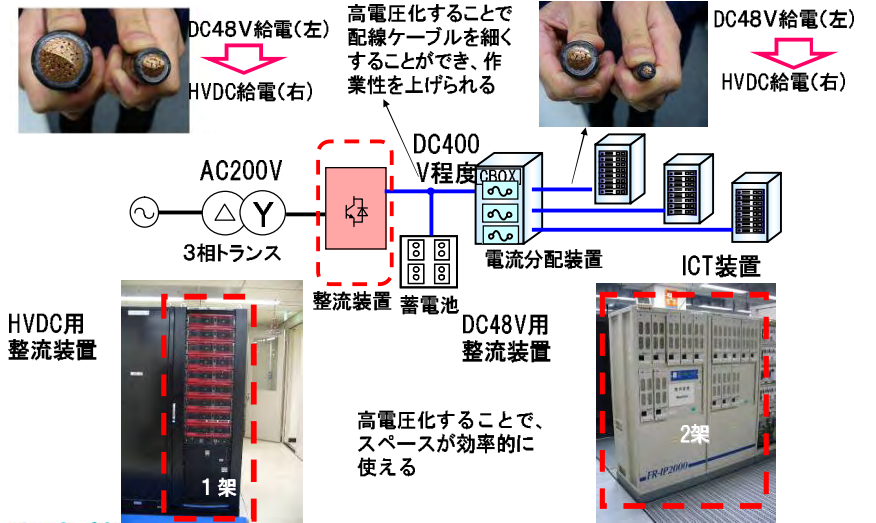 DC48V給電(左)
HVDC給電(右)
高電圧化することで
配線ケーブルを細く
することができ、作
業性を上げられる
DC48V給電(左)
HVDC給電(右)
AC200V
DC400
V程度
CBOX
Y
3相トランス
整流装置
蓄電池
電流分配装置
ICT装置
HVDC用
整流装置
1架
高電圧化することで、
スペースが効率的に
使える
DC48V用
整流装置
2架
FR-IP2000